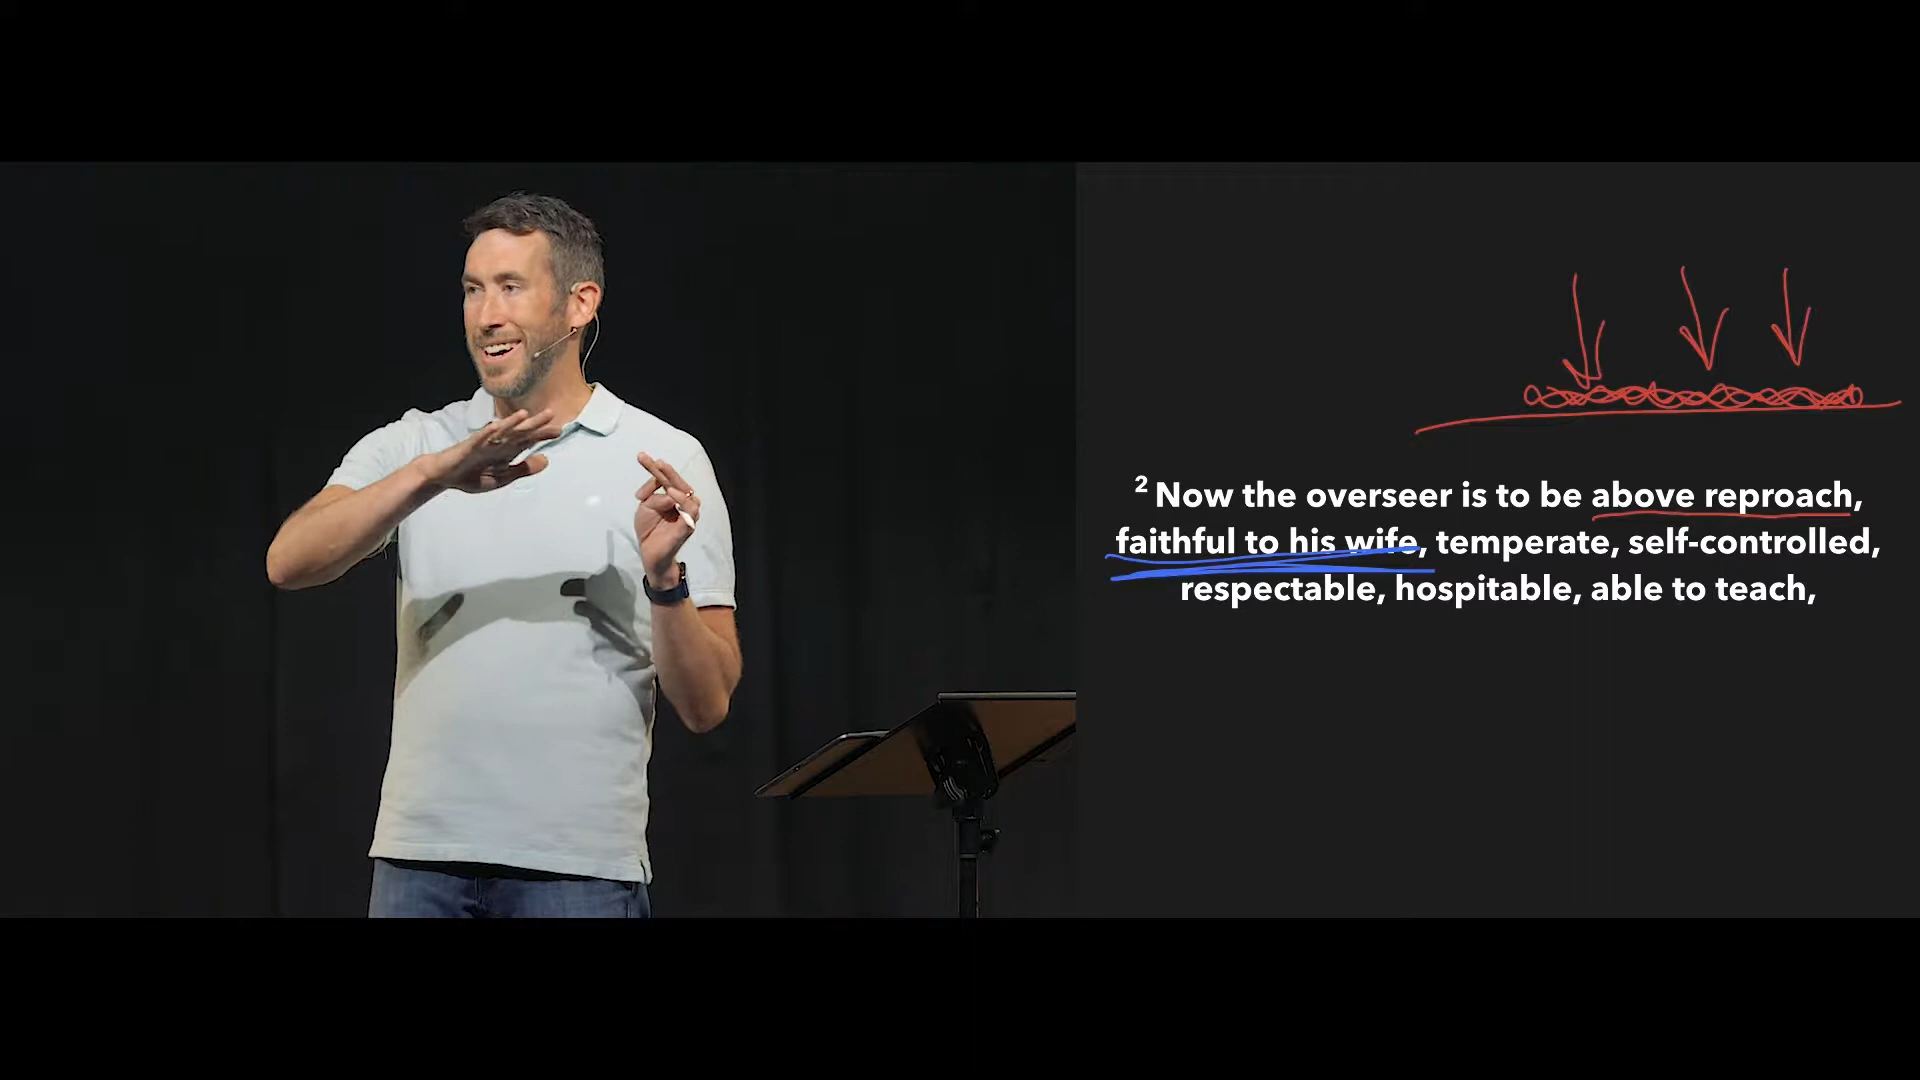 ² Now the overseer is to be above reproach,
faithful to his wife, temperate, self-controlled,
respectable, hospitable, able to teach,